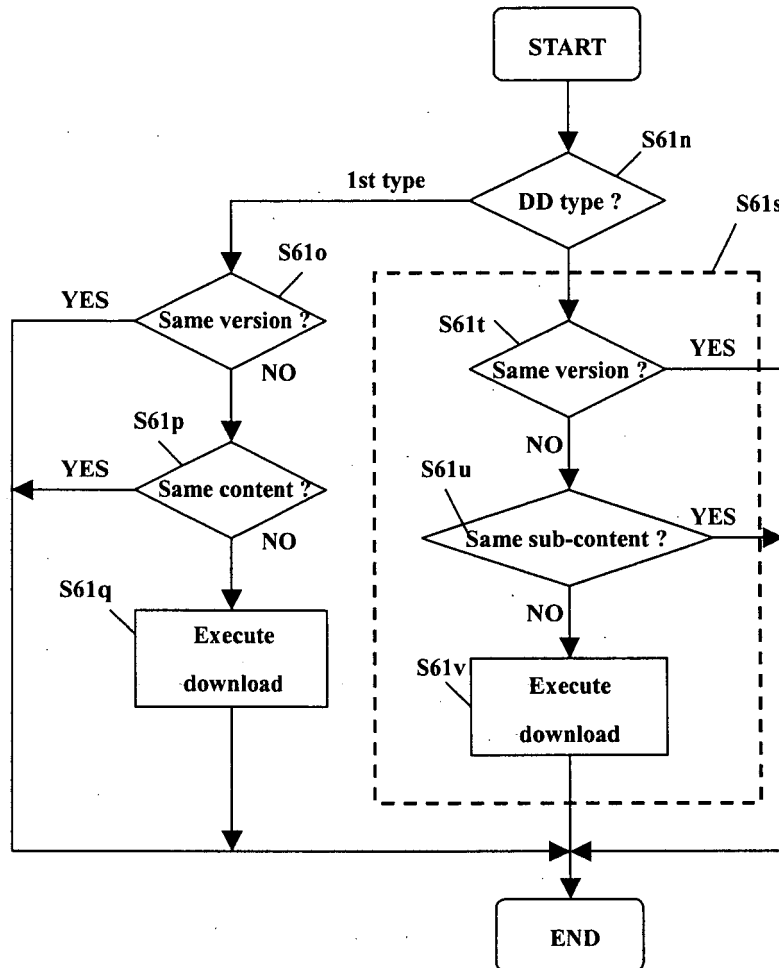 START
S61n
1st type
DD type ?
S61s
S61o
YES
Same version ?
NO
S61t
Same version ?
YES
NO
S61p
YES
Same content ?
NO
S61u
Same sub-content ?
YES
NO
S61q
Execute
download
S61v
Execute
download
END